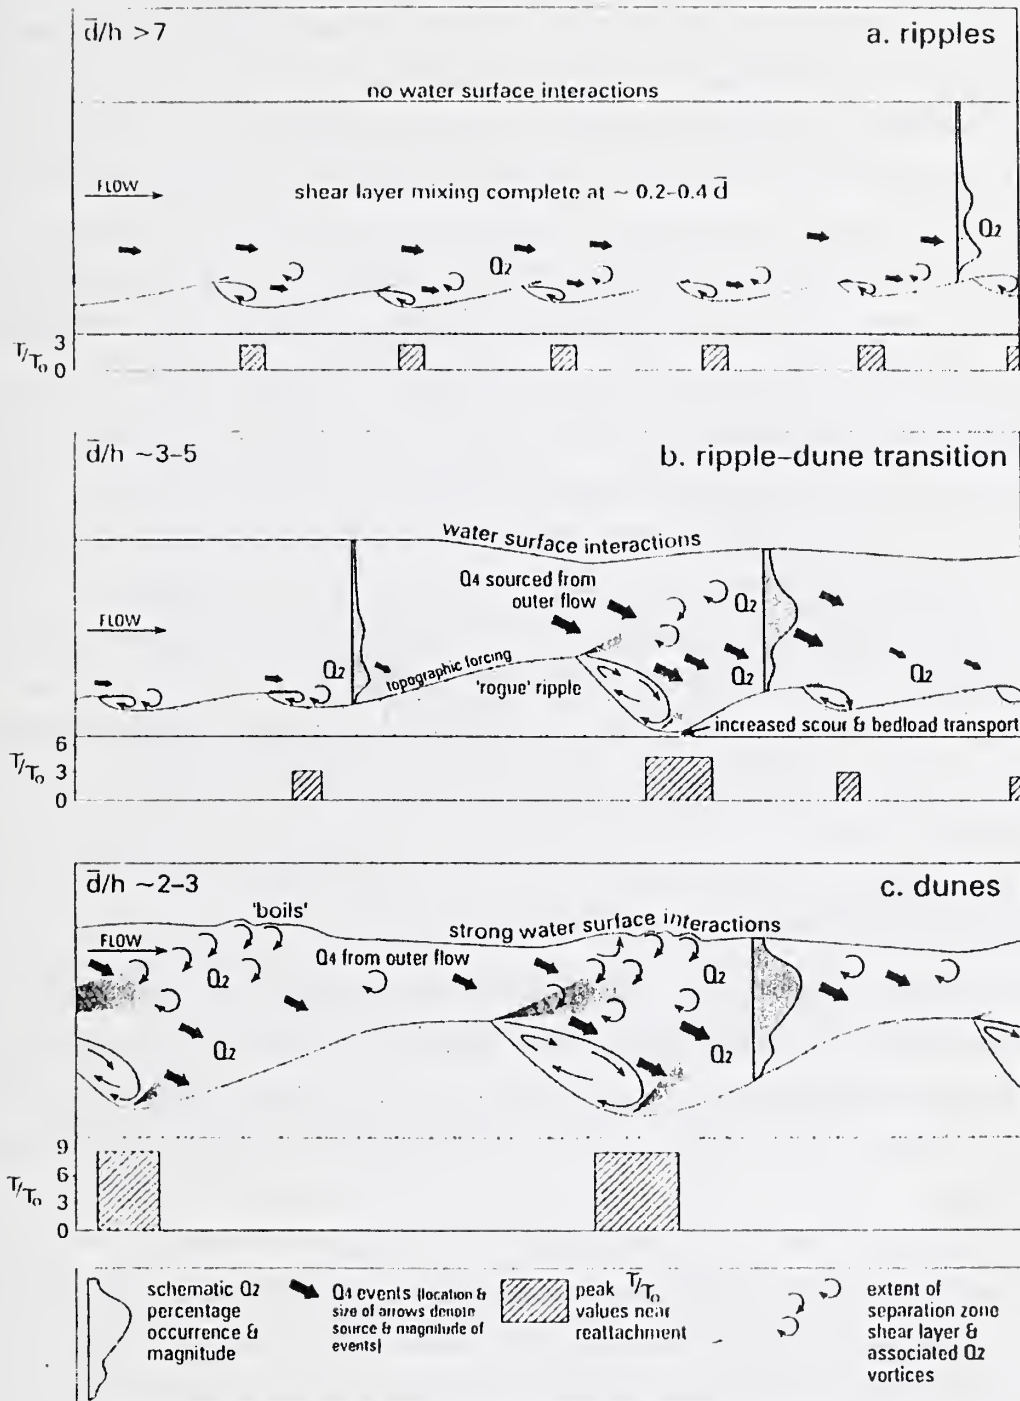 d̄/h >7
a. ripples
no water surface interactions
FLOW
shear layer mixing complete at ~ 0.2–0.4 d̄
Q2
Q2
T/To
3
0
d̄/h ~3–5
b. ripple–dune transition
water surface interactions
Q4 sourced from
outer flow
FLOW
Q2
Q2
topographic forcing
'rogue' ripple
Q2
Q2
increased scour & bedload transport
T/To
6
3
0
d̄/h ~2–3
c. dunes
'boils'
strong water surface interactions
FLOW
Q2
Q4 from outer flow
Q2
Q2
Q2
T/To
9
6
3
0
schematic Q2
percentage
occurrence &
magnitude
Q4 events (location &
size of arrows denote
source & magnitude of
events)
peak T/To
values near
reattachment
extent of
separation zone
shear layer &
associated Q2
vortices